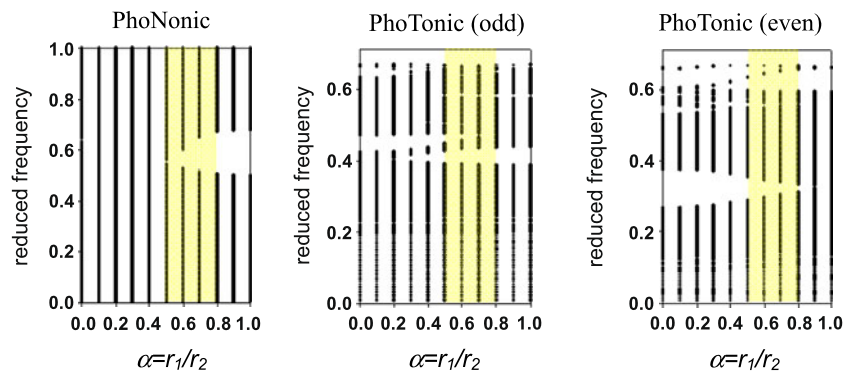 PhoNonic
PhoTonic (odd)
PhoTonic (even)
reduced frequency
1.0
0.8
0.6
0.4
0.2
0.0
0.0 0.2 0.4 0.6 0.8 1.0
α=r1/r2
reduced frequency
0.6
0.4
0.2
0.0
0.0 0.2 0.4 0.6 0.8 1.0
α=r1/r2
reduced frequency
0.6
0.4
0.2
0.0
0.0 0.2 0.4 0.6 0.8 1.0
α=r1/r2